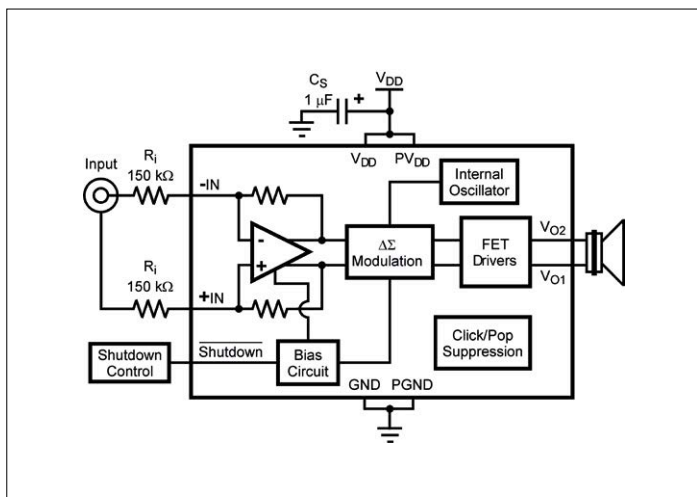 C_S
1 µF
+
V_DD
V_DD
PV_DD
Input
R_i
150 kΩ
-IN
Internal
Oscillator
-
+
ΔΣ
Modulation
FET
Drivers
V_O2
V_O1
R_i
150 kΩ
+IN
Shutdown
Control
Shutdown
Bias
Circuit
Click/Pop
Suppression
GND
PGND